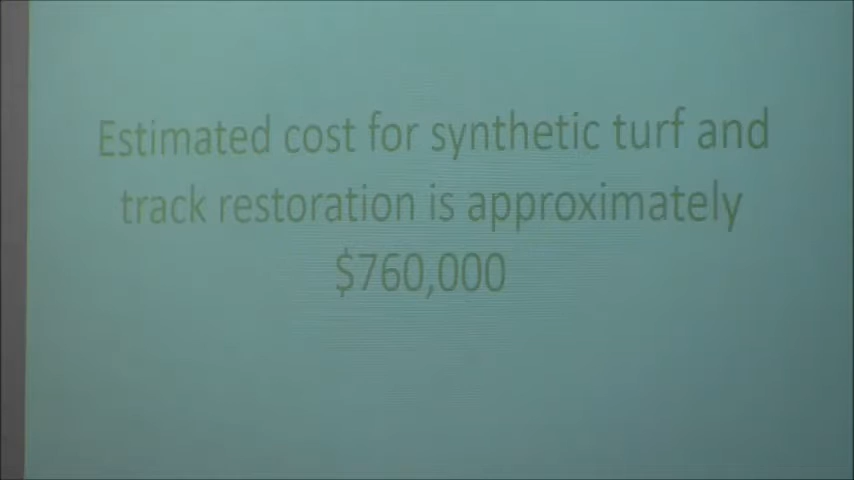 Estimated cost for synthetic turf and
track restoration is approximately
$760,000